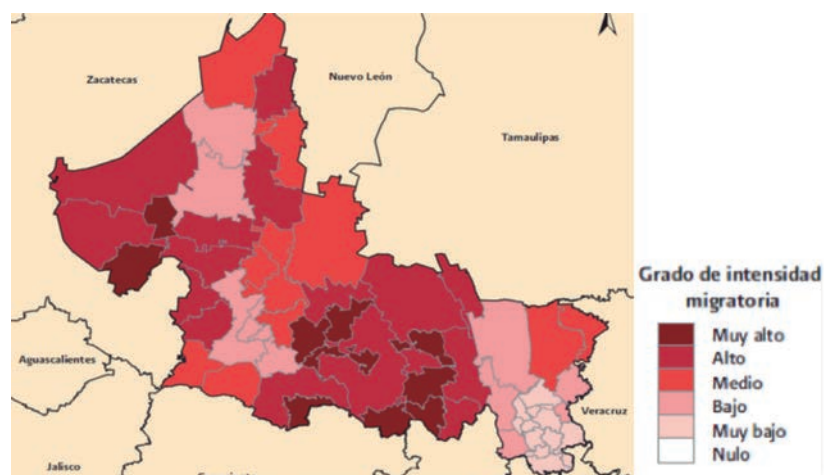 Zacatecas
Nuevo León
Tamaulipas
Aguascalientes
Veracruz
Jalisco
Grado de intensidad
migratoria
Muy alto
Alto
Medio
Bajo
Muy bajo
Nulo